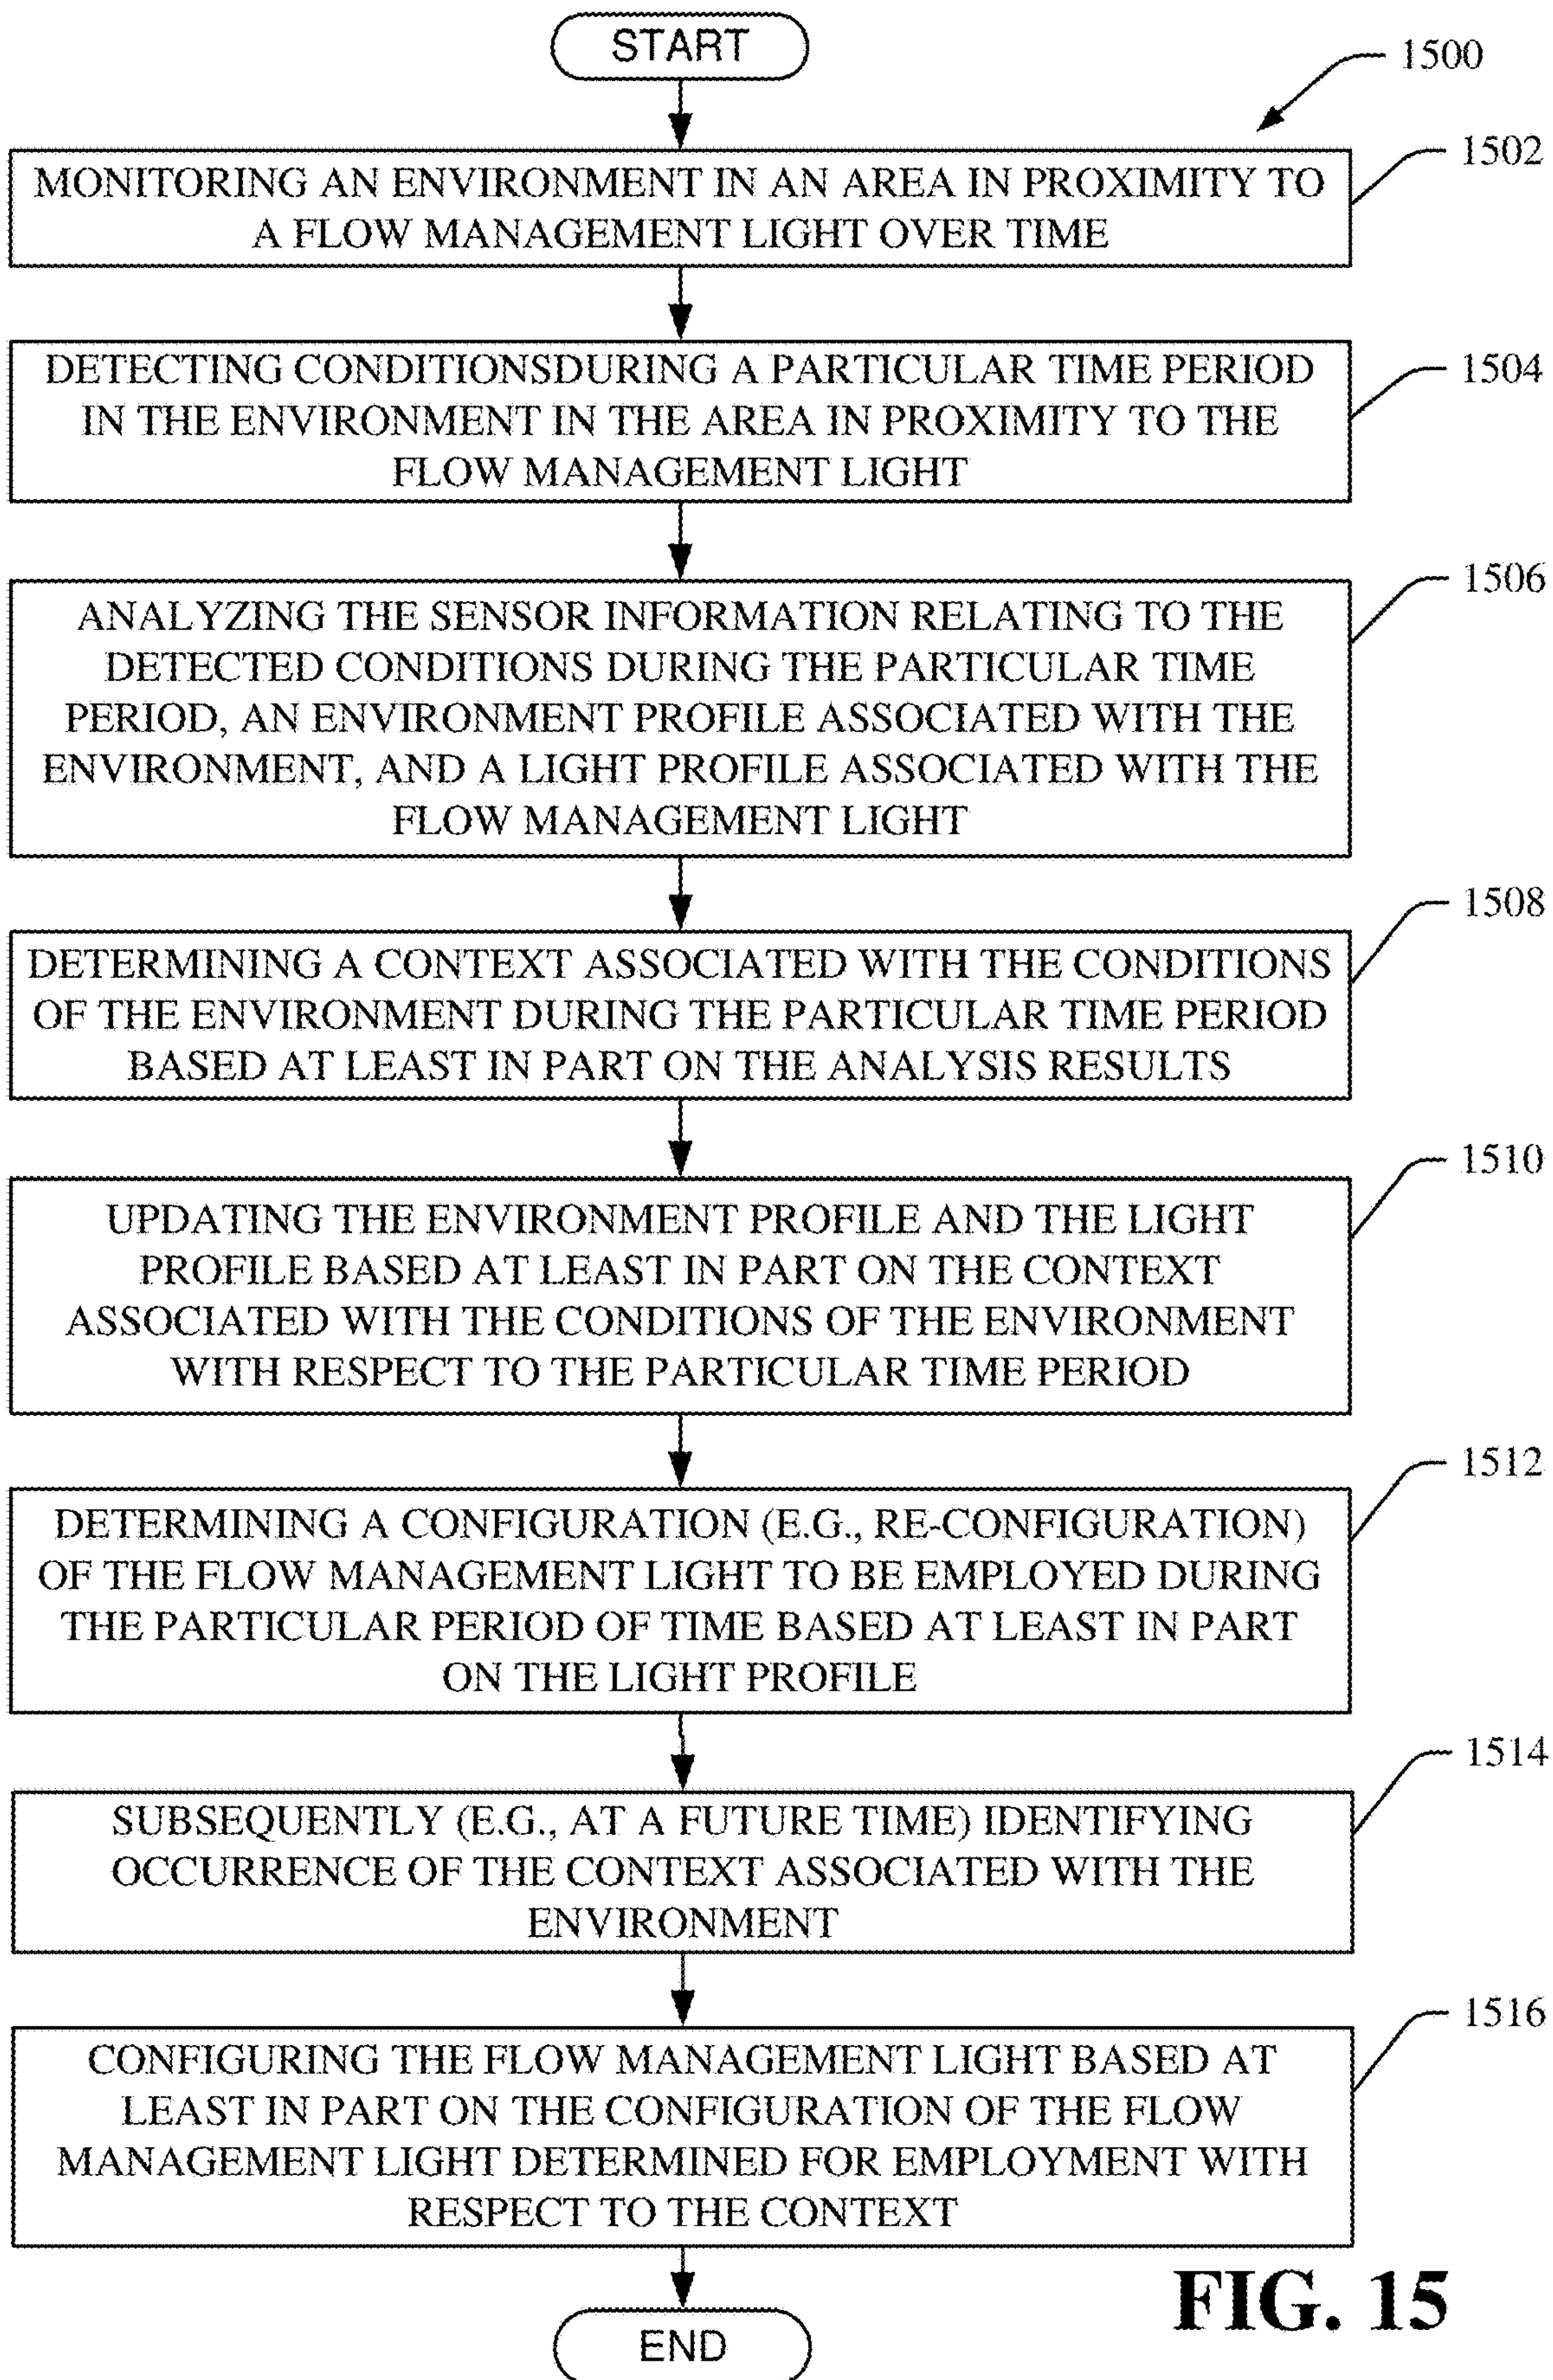 START
1500
1502
MONITORING AN ENVIRONMENT IN AN AREA IN PROXIMITY TO
A FLOW MANAGEMENT LIGHT OVER TIME
1504
DETECTING CONDITIONSDURING A PARTICULAR TIME PERIOD
IN THE ENVIRONMENT IN THE AREA IN PROXIMITY TO THE
FLOW MANAGEMENT LIGHT
1506
ANALYZING THE SENSOR INFORMATION RELATING TO THE
DETECTED CONDITIONS DURING THE PARTICULAR TIME
PERIOD, AN ENVIRONMENT PROFILE ASSOCIATED WITH THE
ENVIRONMENT, AND A LIGHT PROFILE ASSOCIATED WITH THE
FLOW MANAGEMENT LIGHT
1508
DETERMINING A CONTEXT ASSOCIATED WITH THE CONDITIONS
OF THE ENVIRONMENT DURING THE PARTICULAR TIME PERIOD
BASED AT LEAST IN PART ON THE ANALYSIS RESULTS
1510
UPDATING THE ENVIRONMENT PROFILE AND THE LIGHT
PROFILE BASED AT LEAST IN PART ON THE CONTEXT
ASSOCIATED WITH THE CONDITIONS OF THE ENVIRONMENT
WITH RESPECT TO THE PARTICULAR TIME PERIOD
1512
DETERMINING A CONFIGURATION (E.G., RE-CONFIGURATION)
OF THE FLOW MANAGEMENT LIGHT TO BE EMPLOYED DURING
THE PARTICULAR PERIOD OF TIME BASED AT LEAST IN PART
ON THE LIGHT PROFILE
1514
SUBSEQUENTLY (E.G., AT A FUTURE TIME) IDENTIFYING
OCCURRENCE OF THE CONTEXT ASSOCIATED WITH THE
ENVIRONMENT
1516
CONFIGURING THE FLOW MANAGEMENT LIGHT BASED AT
LEAST IN PART ON THE CONFIGURATION OF THE FLOW
MANAGEMENT LIGHT DETERMINED FOR EMPLOYMENT WITH
RESPECT TO THE CONTEXT
END
FIG. 15